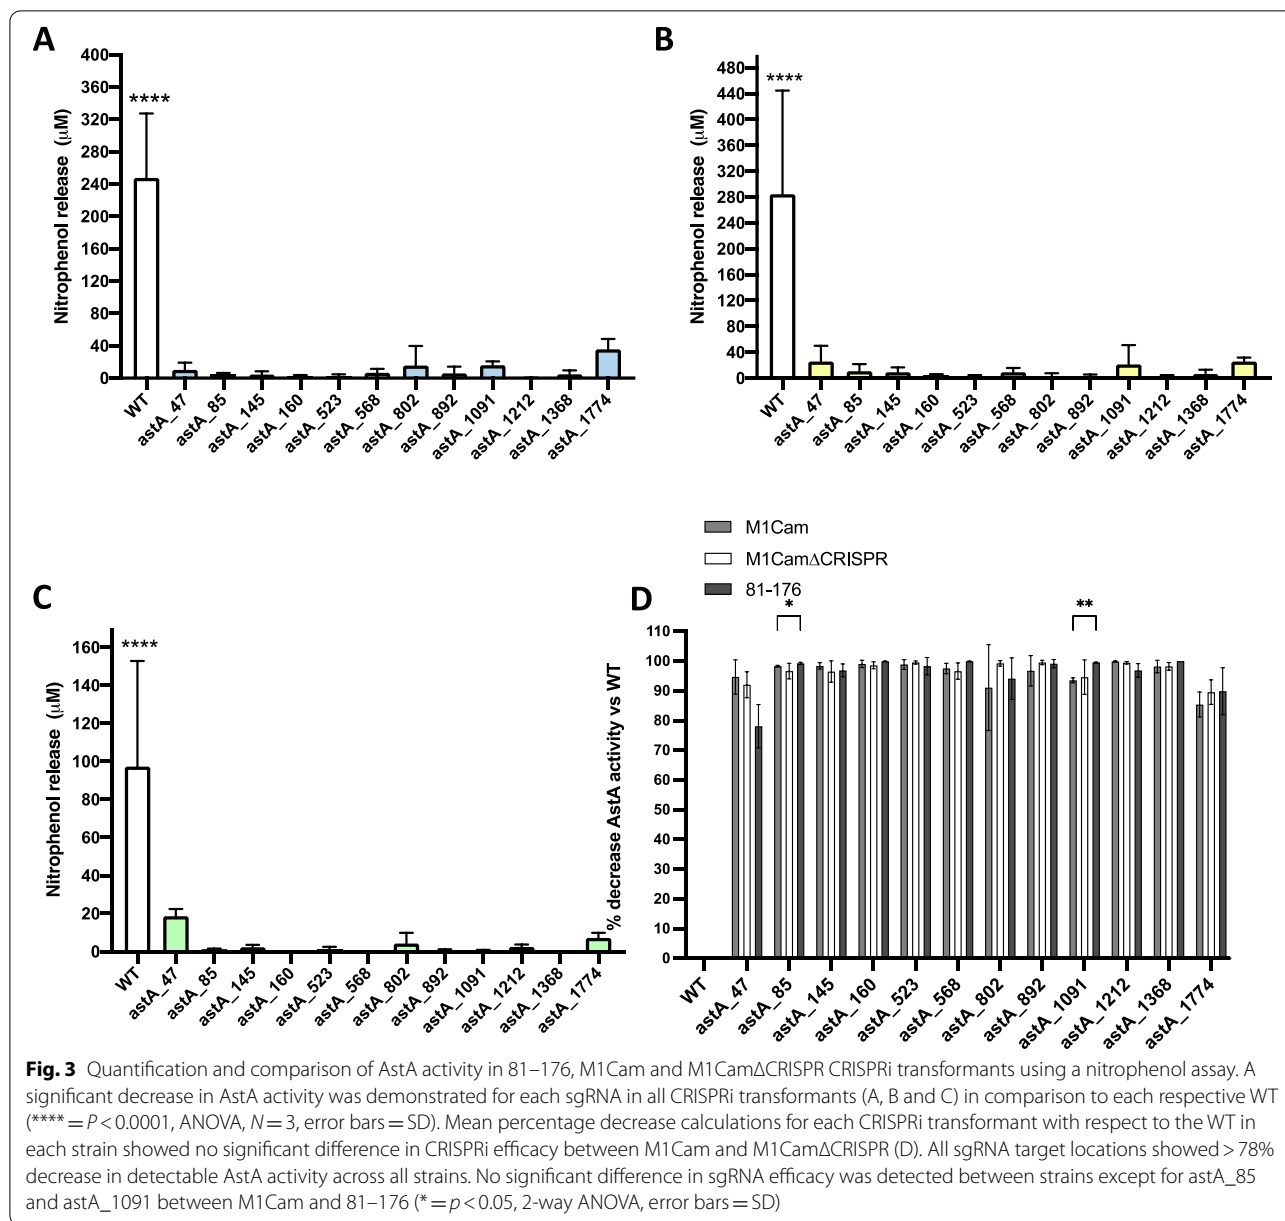 A
Nitrophenol release (μM)
400
360
320
280
240
200
160
120
80
40
0
****
WT
astA_47
astA_85
astA_145
astA_160
astA_523
astA_568
astA_802
astA_892
astA_1091
astA_1212
astA_1368
astA_1774
B
Nitrophenol release (μM)
480
440
400
360
320
280
240
200
160
120
80
40
0
****
WT
astA_47
astA_85
astA_145
astA_160
astA_523
astA_568
astA_802
astA_892
astA_1091
astA_1212
astA_1368
astA_1774
M1Cam
M1CamΔCRISPR
81-176
C
Nitrophenol release (μM)
160
140
120
100
80
60
40
20
0
****
WT
astA_47
astA_85
astA_145
astA_160
astA_523
astA_568
astA_802
astA_892
astA_1091
astA_1212
astA_1368
astA_1774
D
% decrease AstA activity vs WT
110
100
90
80
70
60
50
40
30
20
10
0
*
**
WT
astA_47
astA_85
astA_145
astA_160
astA_523
astA_568
astA_802
astA_892
astA_1091
astA_1212
astA_1368
astA_1774
Fig. 3 Quantification and comparison of AstA activity in 81–176, M1Cam and M1CamΔCRISPR CRISPRi transformants using a nitrophenol assay. A
significant decrease in AstA activity was demonstrated for each sgRNA in all CRISPRi transformants (A, B and C) in comparison to each respective WT
(**** = P < 0.0001, ANOVA, N = 3, error bars = SD). Mean percentage decrease calculations for each CRISPRi transformant with respect to the WT in
each strain showed no significant difference in CRISPRi efficacy between M1Cam and M1CamΔCRISPR (D). All sgRNA target locations showed > 78%
decrease in detectable AstA activity across all strains. No significant difference in sgRNA efficacy was detected between strains except for astA_85
and astA_1091 between M1Cam and 81–176 (* = p < 0.05, 2-way ANOVA, error bars = SD)